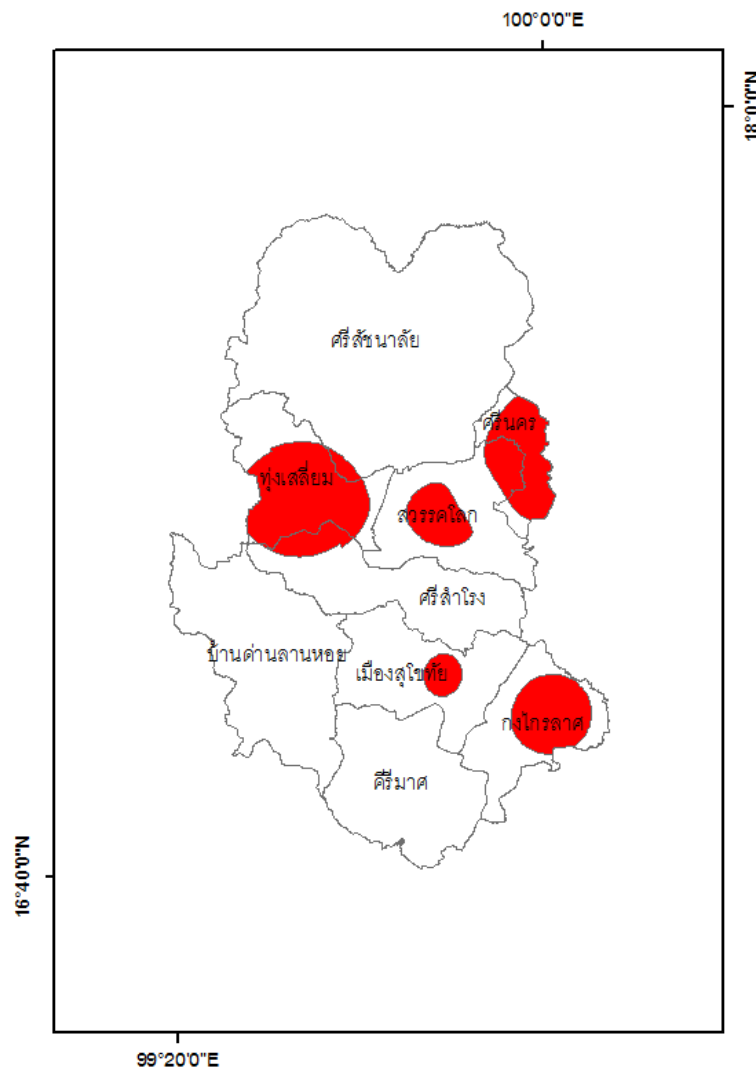 100°0'0"E
18°0'0"N
ศรีสัชนาลัย
ศรีนคร
ทุ่งเสลี่ยม
สวรรคโลก
ศรีสำโรง
บ้านด่านลานหอย
เมืองสุโขทัย
กงไกรลาศ
คีรีมาศ
16°40'0"N
99°20'0"E